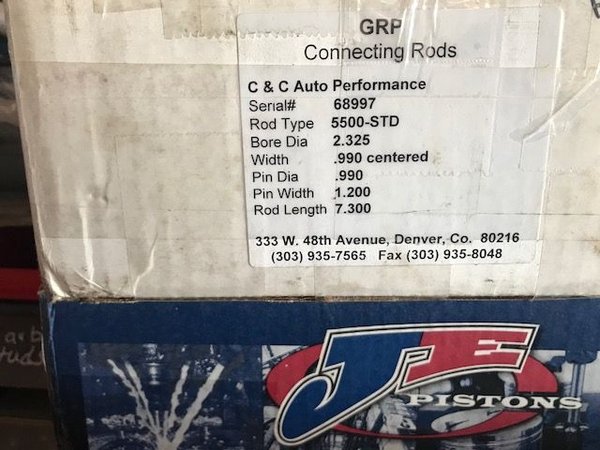 GRP
Connecting Rods
C & C Auto Performance
Serial# 68997
Rod Type 5500-STD
Bore Dia 2.325
Width .990 centered
Pin Dia .990
Pin Width 1.200
Rod Length 7.300
333 W. 48th Avenue, Denver, Co. 80216
(303) 935-7565 Fax (303) 935-8048
JE
PISTONS